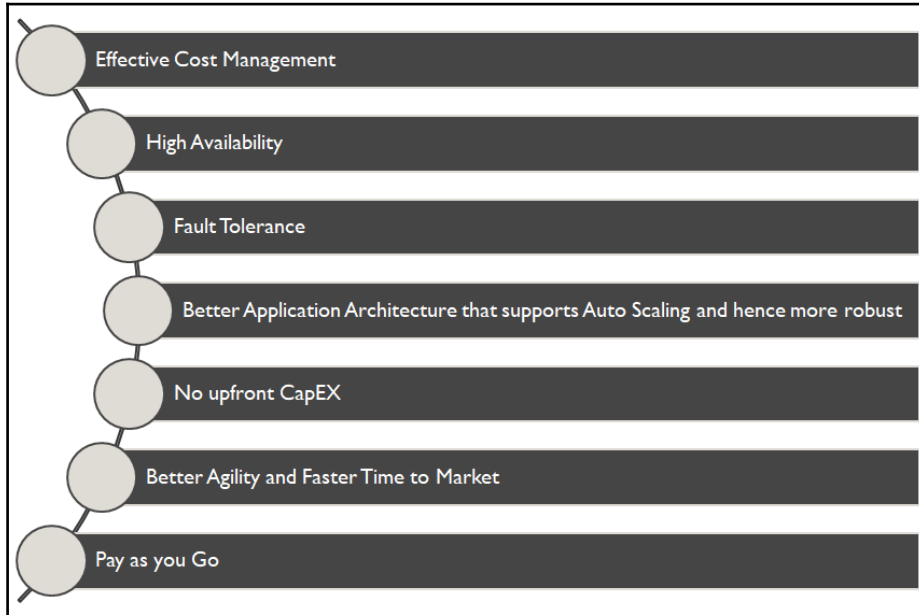 Effective Cost Management
High Availability
Fault Tolerance
Better Application Architecture that supports Auto Scaling and hence more robust
No upfront CapEX
Better Agility and Faster Time to Market
Pay as you Go